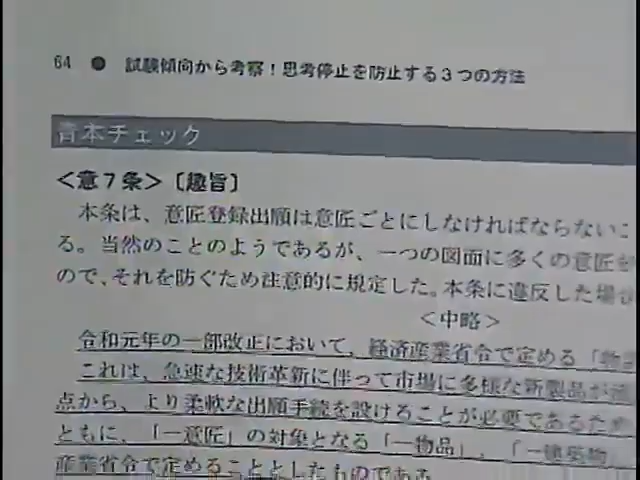 64 ● 試験傾向から考察！思考停止を防止する3つの方法
青本チェック
＜意７条＞〔趣旨〕
本条は、意匠登録出願は意匠ごとにしなければならないこ
る。当然のことのようであるが、一つの図面に多くの意匠を
ので、それを防ぐため注意的に規定した。本条に違反した場合
＜中略＞
令和元年の一部改正において、経済産業省令で定める「物品
これは、急速な技術革新に伴って市場に多様な新製品が流
点から、より柔軟な出願手続を設けることが必要であるため
ともに、「一意匠」の対象となる「一物品」、「一建築物」
産業省令で定めることとしたものである